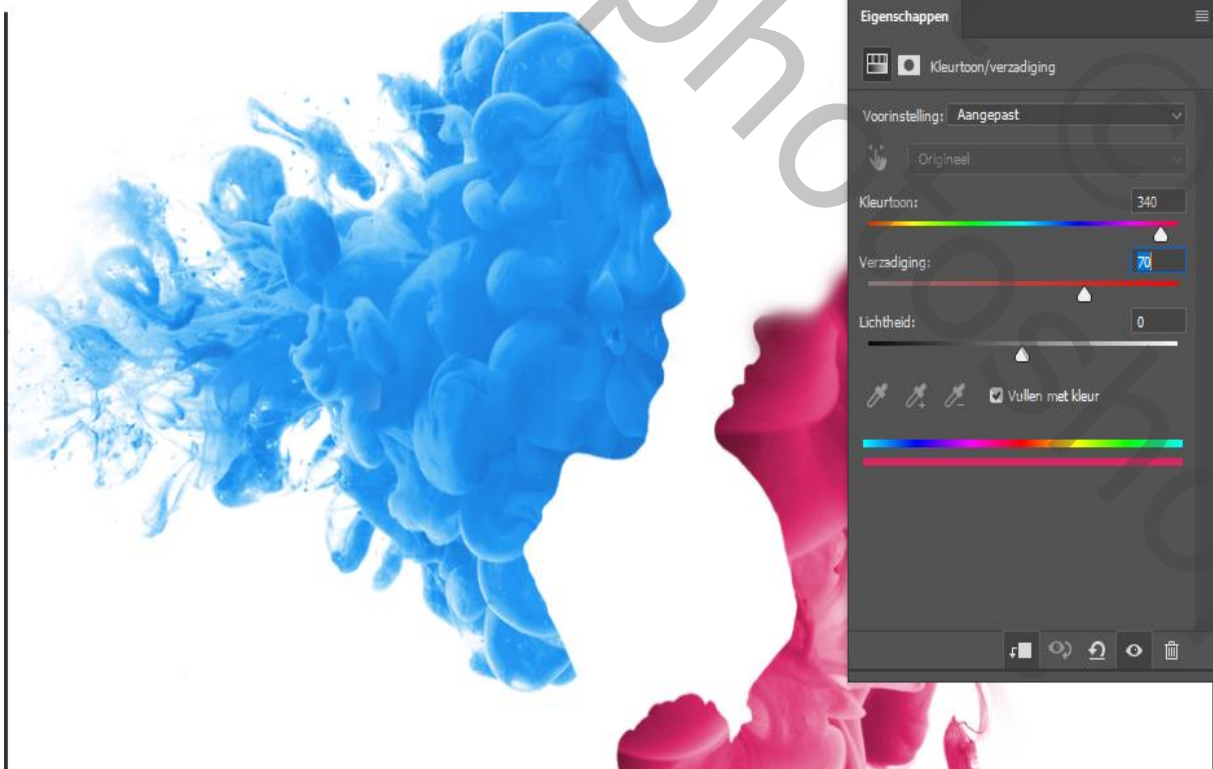 Eigenschappen
Kleurtoon/verzadiging
Voorinstelling: Aangepast
Origineel
Kleurtoon: 340
Verzadiging: 70
Lichtheid: 0
Vullen met kleur